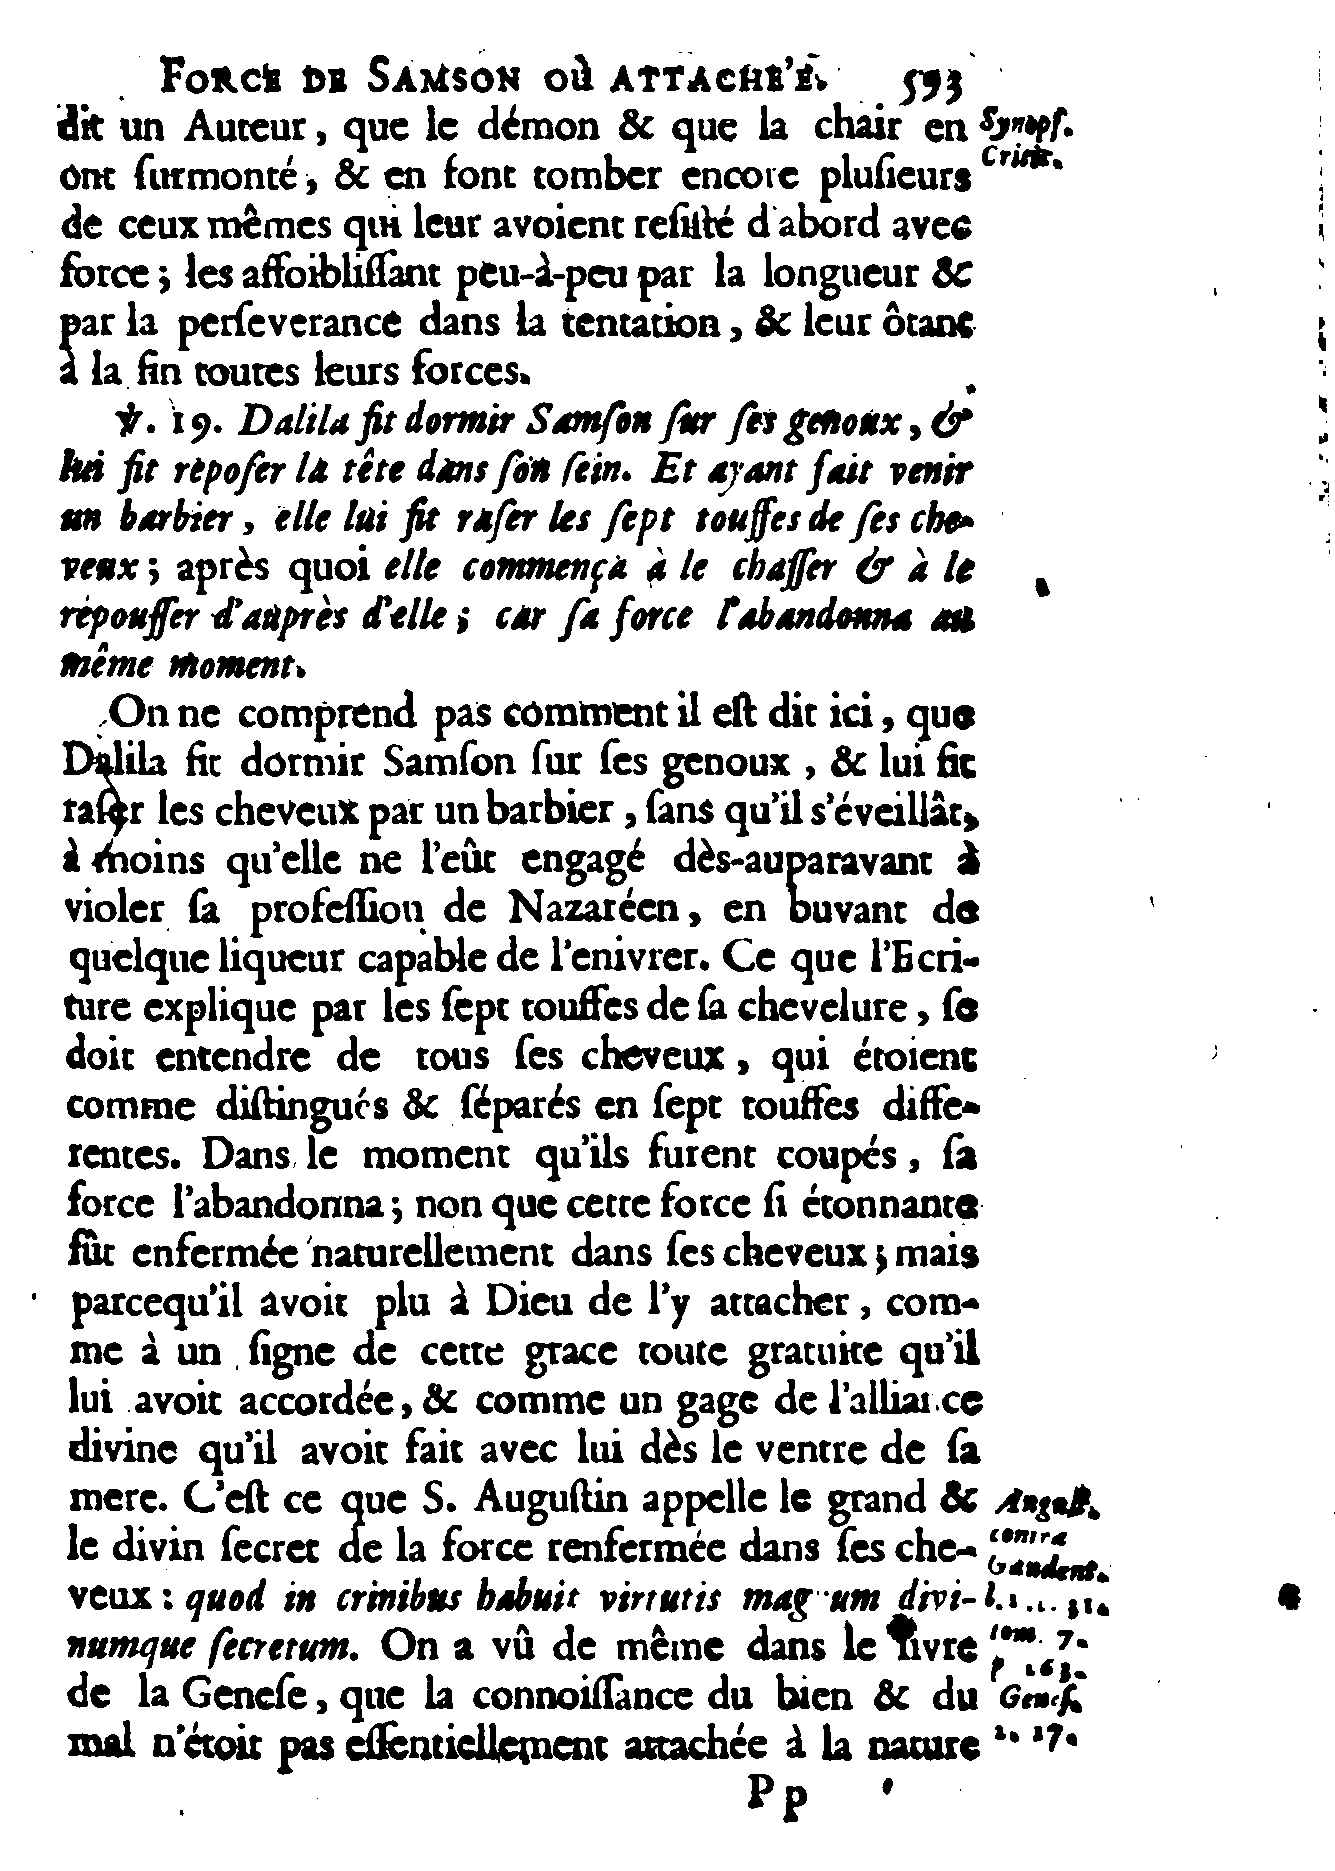 FORCE DE SAMSON OÙ ATTACHE'E. 593
dit un Auteur, que le démon & que la chair en
ont ſurmonté, & en font tomber encore pluſieurs
de ceux mêmes qui leur avoient reſiſté d'abord avec
force; les affoibliſſant peu-à-peu par la longueur &
par la perſeverance dans la tentation, & leur ôtant
à la fin toutes leurs forces.
℣. 19. Dalila fit dormir Samſon ſur ſes genoux, &
lui fit repoſer la tête dans ſon ſein. Et ayant fait venir
un barbier, elle lui fit raſer les ſept touffes de ſes che-
veux; après quoi elle commença à le chaſſer & à le
repouſſer d'auprès d'elle; car ſa force l'abandonna au
même moment.
On ne comprend pas comment il eſt dit ici, que
Dalila fit dormir Samſon ſur ſes genoux, & lui fit
raſer les cheveux par un barbier, ſans qu'il s'éveillât,
à moins qu'elle ne l'eût engagé dès-auparavant à
violer ſa profeſſion de Nazaréen, en buvant de
quelque liqueur capable de l'enivrer. Ce que l'Ecri-
ture explique par les ſept touffes de ſa chevelure, ſe
doit entendre de tous ſes cheveux, qui étoient
comme diſtingués & ſéparés en ſept touffes diffe-
rentes. Dans le moment qu'ils furent coupés, ſa
force l'abandonna; non que cette force ſi étonnante
fût enfermée naturellement dans ſes cheveux; mais
parcequ'il avoit plu à Dieu de l'y attacher, com-
me à un ſigne de cette grace toute gratuite qu'il
lui avoit accordée, & comme un gage de l'alliance
divine qu'il avoit fait avec lui dès le ventre de ſa
mere. C'eſt ce que S. Auguſtin appelle le grand &
le divin ſecret de la force renfermée dans ſes che-
veux: quod in crinibus habuit virtutis magnum divi-
numque ſecretum. On a vû de même dans le livre
de la Geneſe, que la connoiſſance du bien & du
mal n'étoit pas eſſentiellement attachée à la nature
Pp
Synopſ.
Critic.
Auguſt.
contra
Gaudent.
l. 1. 31.
tom. 7.
p. 163.
Geneſ.
2. 17.